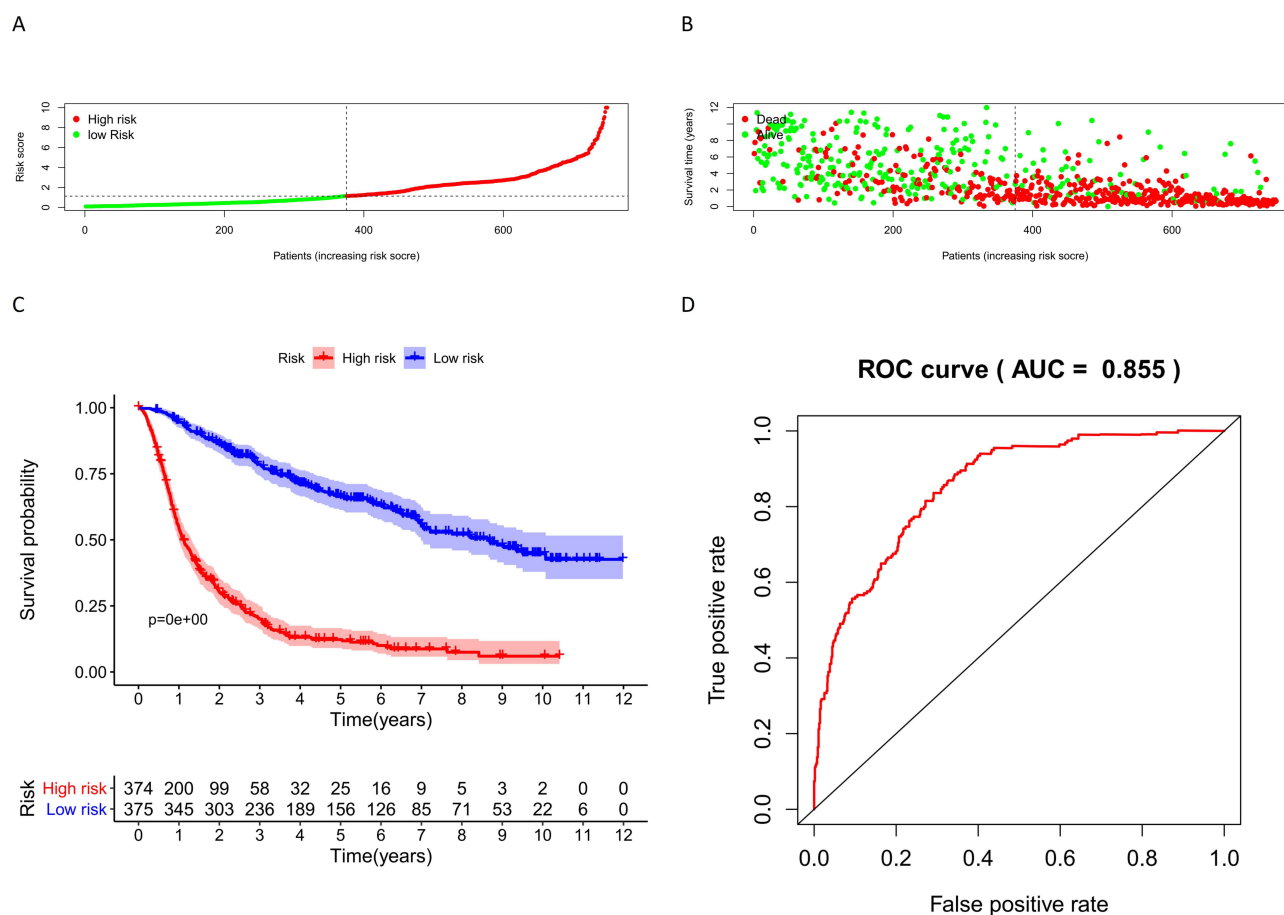 A
B
10
8
6
4
2
0
Risk score
High risk
low Risk
0
200
400
600
Patients (increasing risk socre)
12
10
8
6
4
2
0
Survival time (years)
Dead
Alive
0
200
400
600
Patients (increasing risk socre)
C
D
Risk High risk Low risk
1.00
0.75
0.50
0.25
0.00
Survival probability
p=0e+00
0 1 2 3 4 5 6 7 8 9 10 11 12
Time(years)
Risk
High risk 374 200 99 58 32 25 16 9 5 3 2 0 0
Low risk 375 345 303 236 189 156 126 85 71 53 22 6 0
0 1 2 3 4 5 6 7 8 9 10 11 12
Time(years)
ROC curve ( AUC = 0.855 )
1.0
0.8
0.6
0.4
0.2
0.0
True positive rate
0.0 0.2 0.4 0.6 0.8 1.0
False positive rate